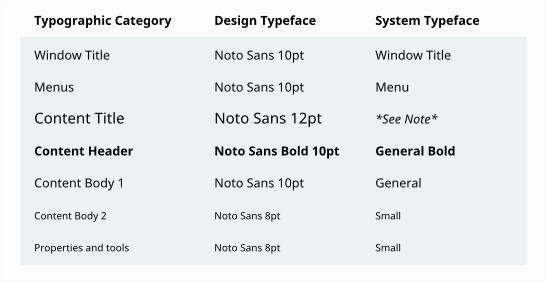 Typographic Category Design Typeface System Typeface
Window Title Noto Sans 10pt Window Title
Menus Noto Sans 10pt Menu
Content Title Noto Sans 12pt *See Note*
Content Header Noto Sans Bold 10pt General Bold
Content Body 1 Noto Sans 10pt General
Content Body 2 Noto Sans 8pt Small
Properties and tools Noto Sans 8pt Small